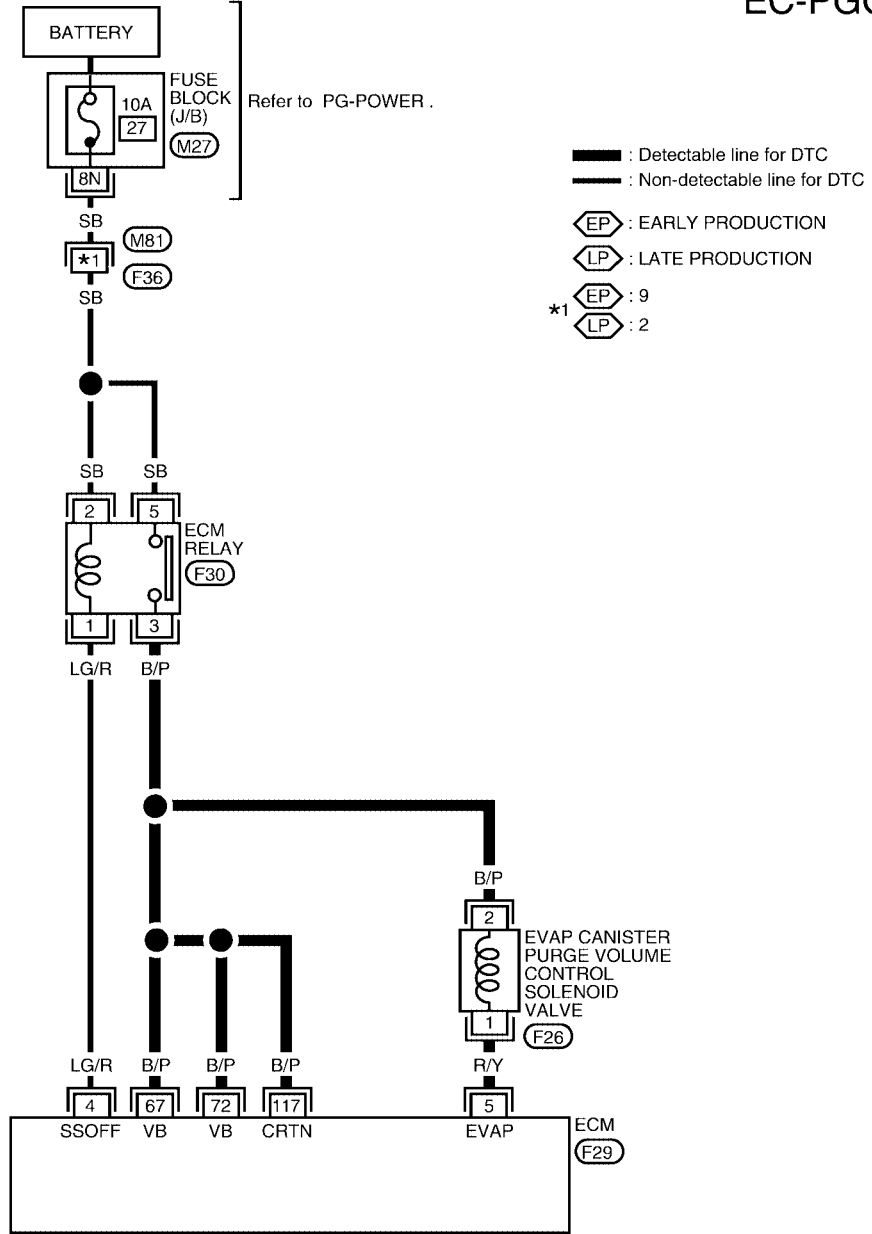 EC-PGC
BATTERY
FUSE
BLOCK
(J/B)
10A
27
M27
Refer to PG-POWER .
8N
SB
M81
*1
F36
SB
: Detectable line for DTC
: Non-detectable line for DTC
EP : EARLY PRODUCTION
LP : LATE PRODUCTION
*1 EP : 9
LP : 2
SB SB
2 5
ECM
RELAY
F30
1 3
LG/R B/P
B/P
2
EVAP CANISTER
PURGE VOLUME
CONTROL
SOLENOID
VALVE
1
F26
LG/R B/P B/P B/P R/Y
4 67 72 117 5
SSOFF VB VB CRTN EVAP
ECM
F29